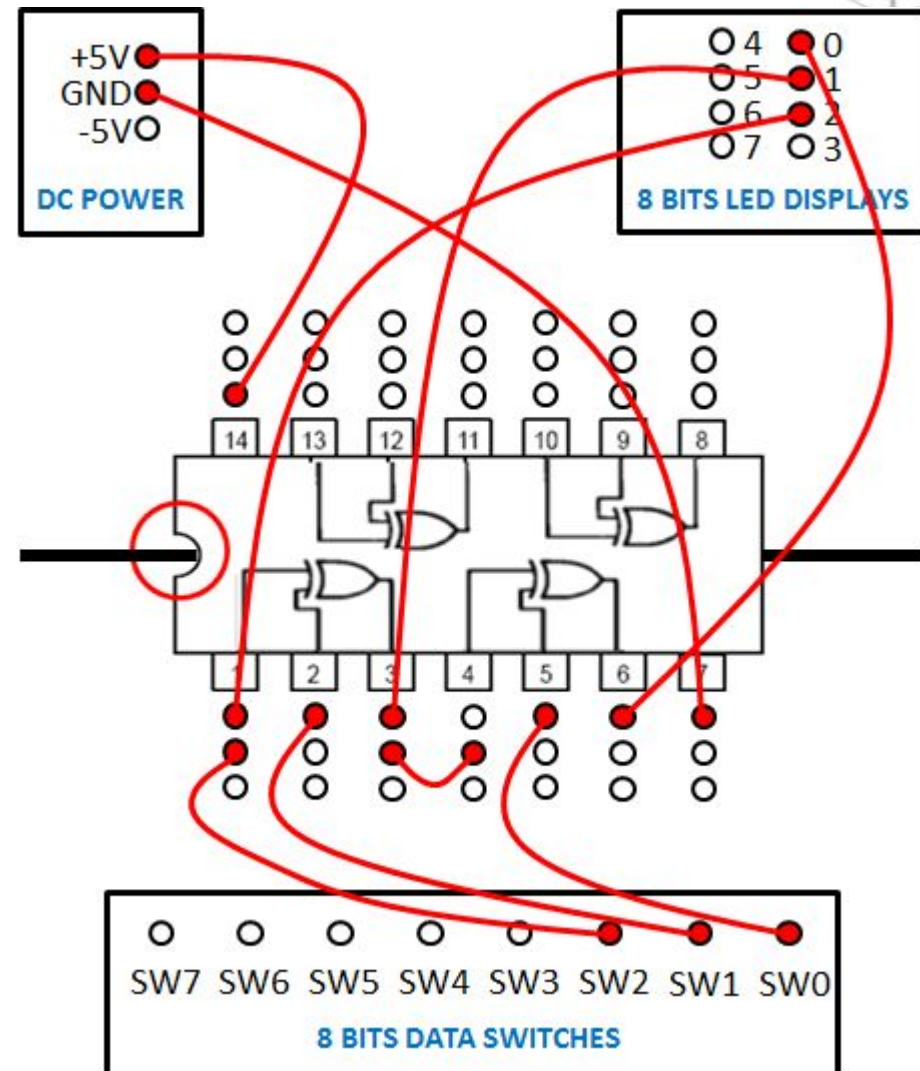 +5V
GND
-5V
DC POWER
4 0
5 1
6 2
7 3
8 BITS LED DISPLAYS
14 13 12 11 10 9 8
1 2 3 4 5 6 7
SW7 SW6 SW5 SW4 SW3 SW2 SW1 SW0
8 BITS DATA SWITCHES